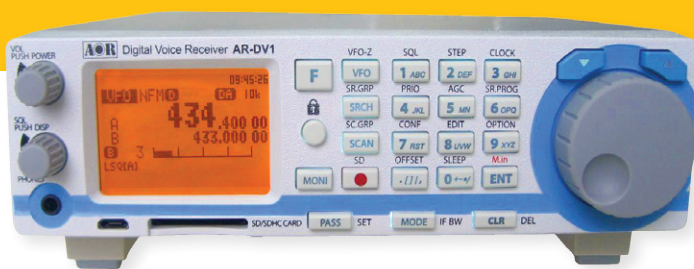 AOR Digital Voice Receiver AR-DV1
VOL
PUSH POWER
SQL
PUSH DISP
PHONES
09:45:26
VFO NFM D DA 10k
A 434.400 00
B 433.000 00
S 3
LSQ[A]
F
MONI
VFO-Z SQL STEP CLOCK
VFO 1 ABC 2 DEF 3 GHI
SR.GRP PRIO AGC SR.PROG
SRCH 4 JKL 5 MN 6 OPQ
SC.GRP CONF EDIT OPTION
SCAN 7 RST 8 UVW 9 XYZ
SD OFFSET SLEEP M.in
ENT
SD/SDHC CARD PASS SET MODE IF BW CLR DEL